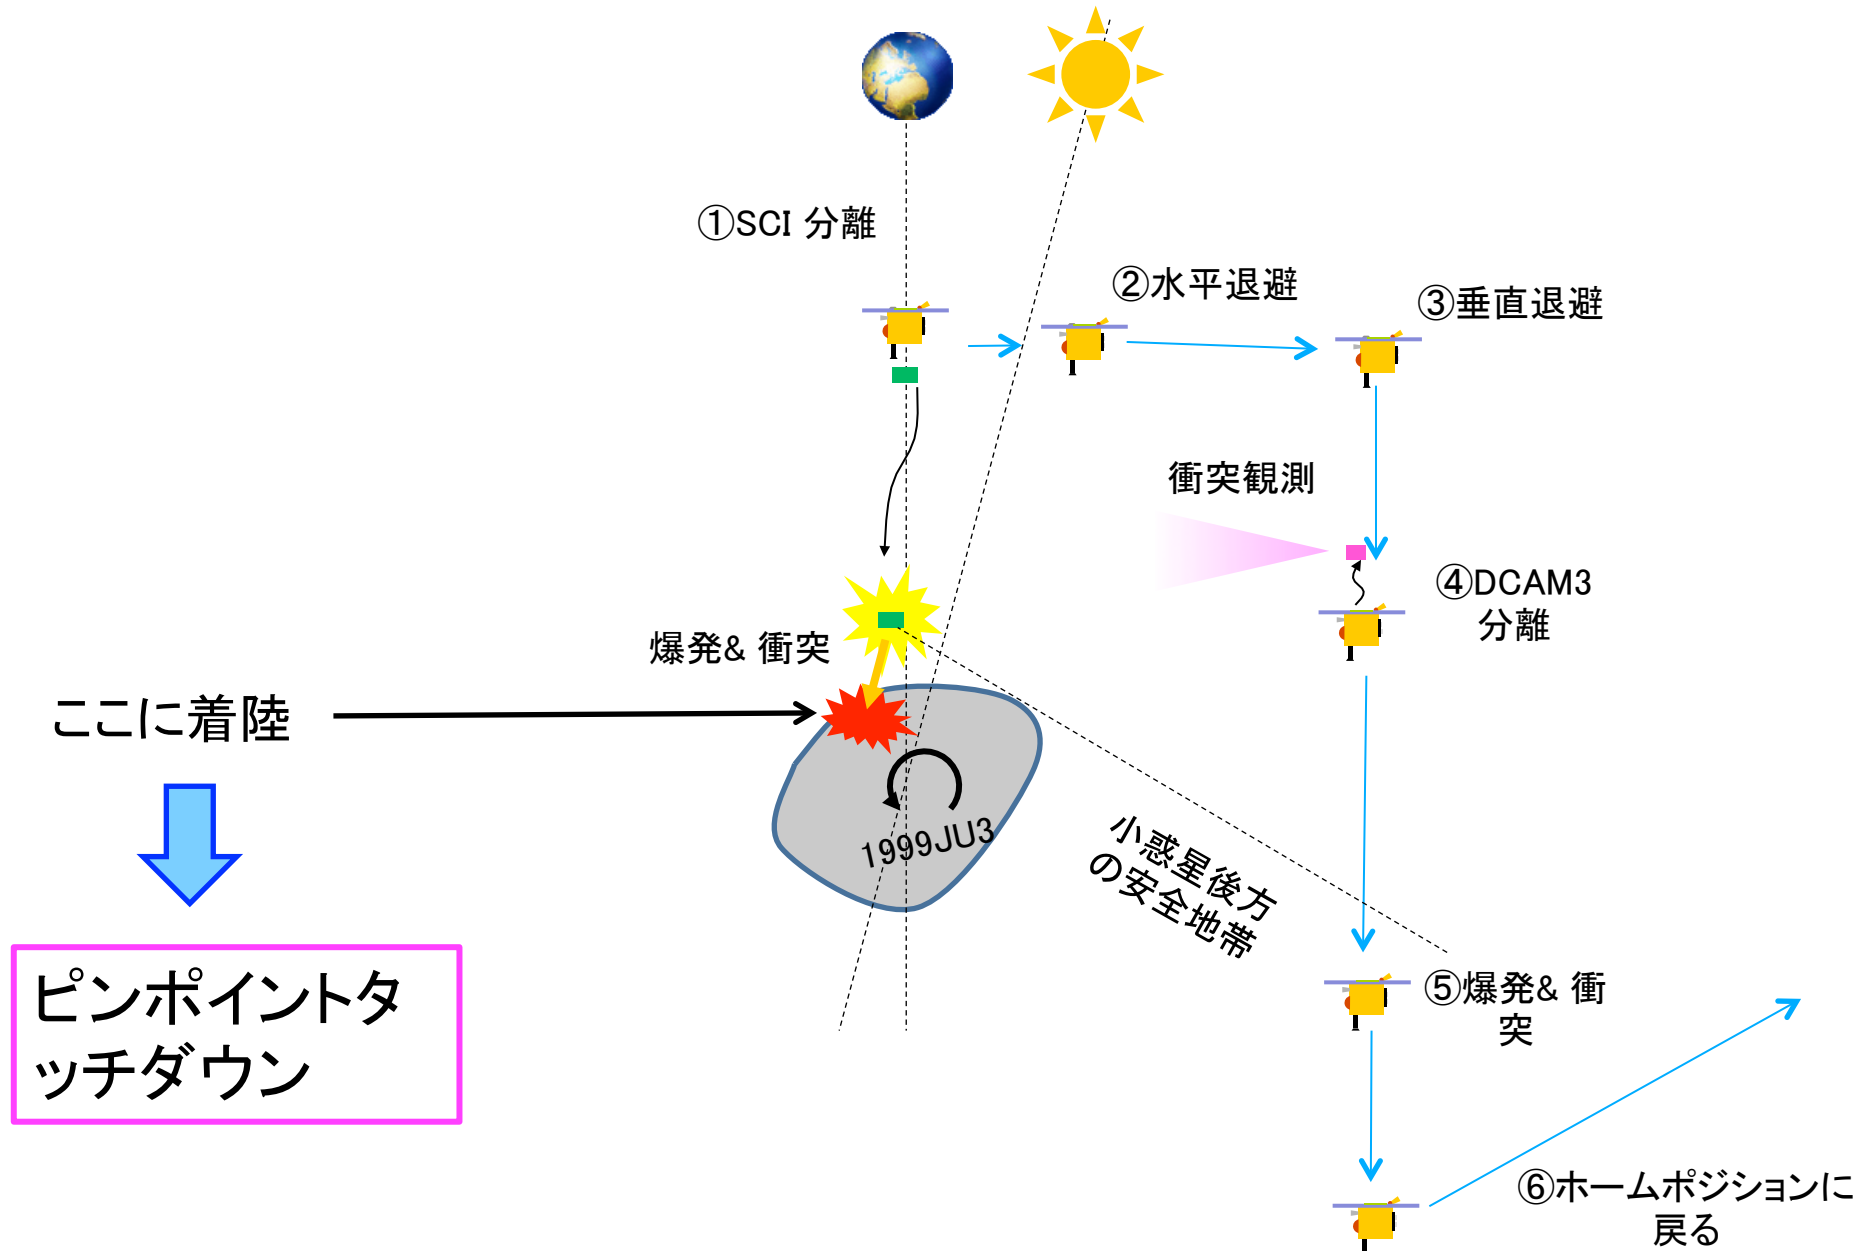 ①SCI 分離
②水平退避
③垂直退避
衝突観測
④DCAM3
分離
爆発& 衝突
ここに着陸
1999JU3
小惑星後方
の安全地帯
ピンポイントタ
ッチダウン
⑤爆発& 衝
突
⑥ホームポジションに
戻る